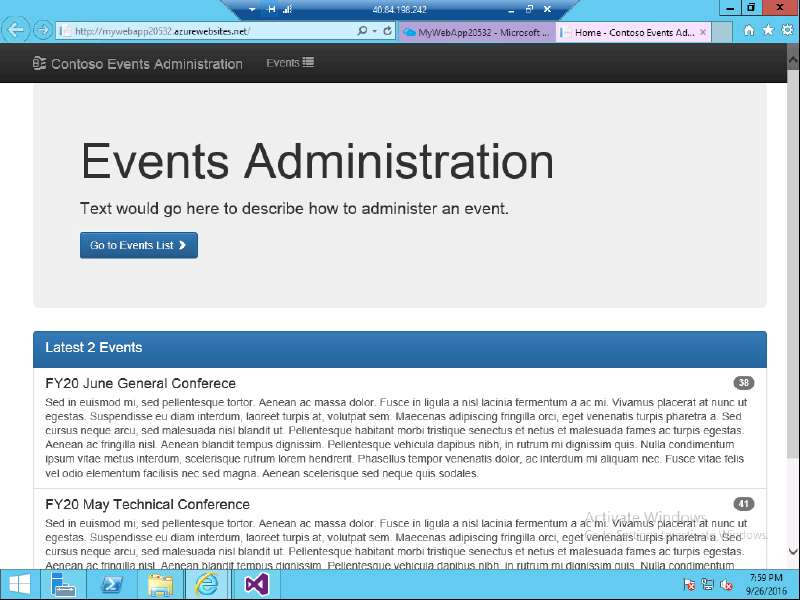 40.84.198.242
http://mywebapp20532.azurewebsites.net/
MyWebApp20532 - Microsoft ...
Home - Contoso Events Ad...
Contoso Events Administration
Events
Events Administration
Text would go here to describe how to administer an event.
Go to Events List
Latest 2 Events
FY20 June General Conferece
38
Sed in euismod mi, sed pellentesque tortor. Aenean ac massa dolor. Fusce in ligula a nisl lacinia fermentum a ac mi. Vivamus placerat at nunc ut
egestas. Suspendisse eu diam interdum, laoreet turpis at, volutpat sem. Maecenas adipiscing fringilla orci, eget venenatis turpis pharetra a. Sed
cursus neque arcu, sed malesuada nisl blandit ut. Pellentesque habitant morbi tristique senectus et netus et malesuada fames ac turpis egestas.
Aenean ac fringilla nisl. Aenean blandit tempus dignissim. Pellentesque vehicula dapibus nibh, in rutrum mi dignissim quis. Nulla condimentum
ipsum vitae metus interdum, scelerisque rutrum lorem hendrerit. Phasellus tempor venenatis dolor, ac interdum mi aliquam nec. Fusce vitae felis
vel odio elementum facilisis nec sed magna. Aenean scelerisque sed neque quis sodales.
FY20 May Technical Conference
41
Sed in euismod mi, sed pellentesque tortor. Aenean ac massa dolor. Fusce in ligula a nisl lacinia fermentum a ac mi. Vivamus placerat at nunc ut
egestas. Suspendisse eu diam interdum, laoreet turpis at, volutpat sem. Maecenas adipiscing fringilla orci, eget venenatis turpis pharetra a. Sed
cursus neque arcu, sed malesuada nisl blandit ut. Pellentesque habitant morbi tristique senectus et netus et malesuada fames ac turpis egestas.
Aenean ac fringilla nisl. Aenean blandit tempus dignissim. Pellentesque vehicula dapibus nibh, in rutrum mi dignissim quis. Nulla condimentum
Activate Windows
7:59 PM
9/26/2016